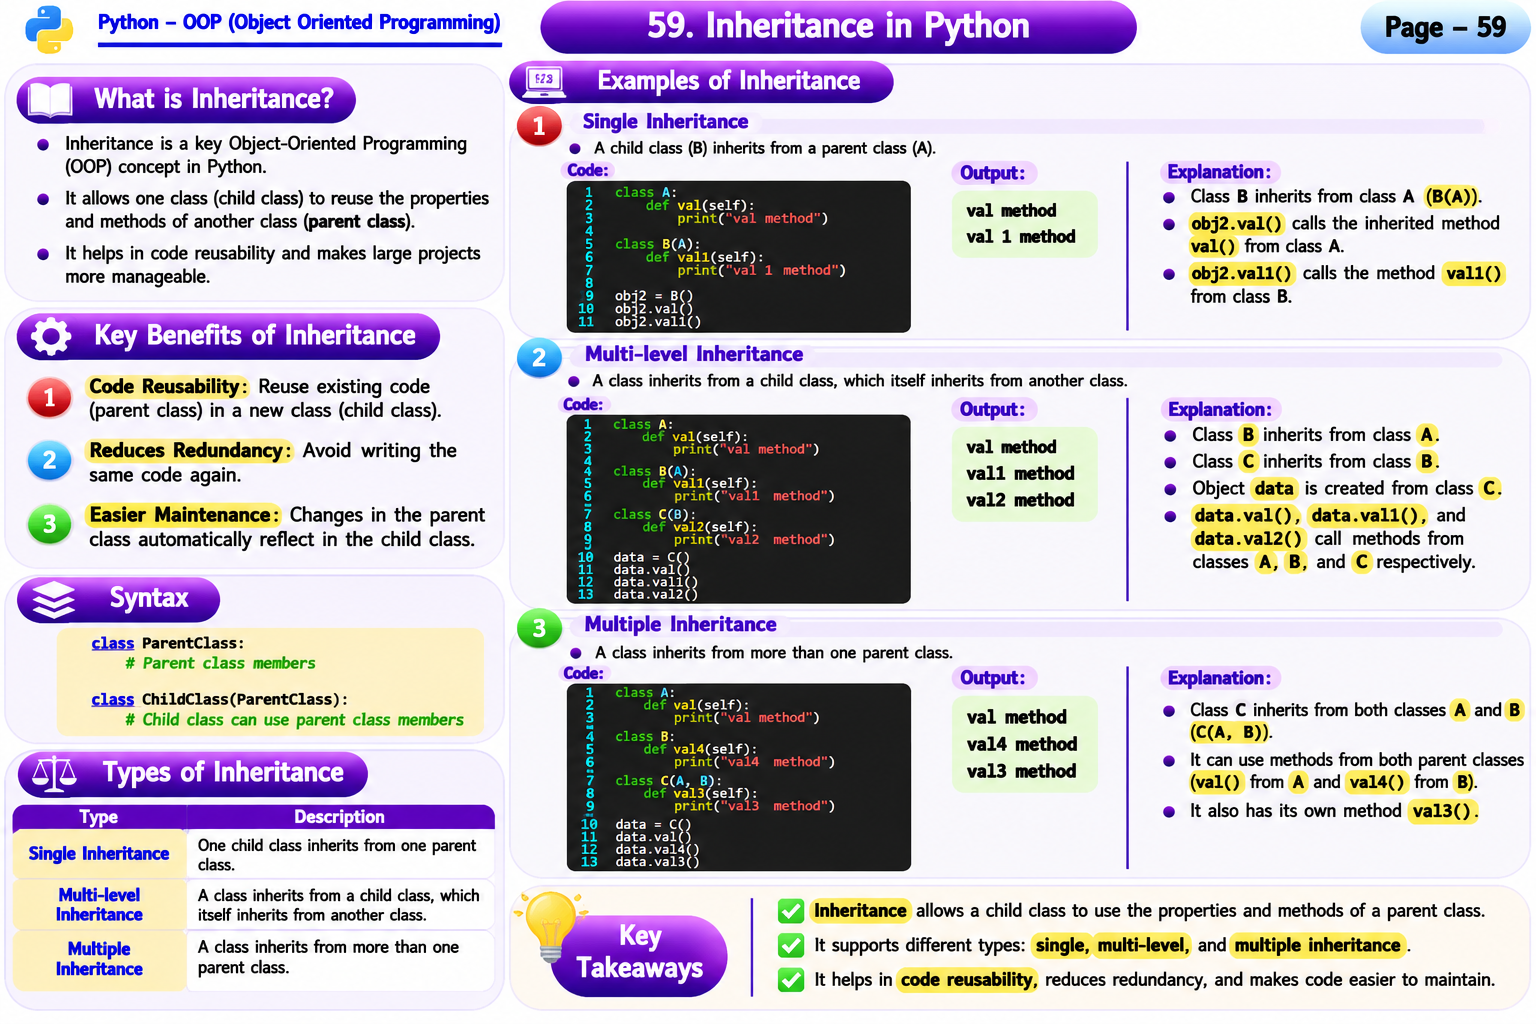 Python – OOP (Object Oriented Programming)
59. Inheritance in Python
Page – 59
What is Inheritance?
Inheritance is a key Object-Oriented Programming
(OOP) concept in Python.
It allows one class (child class) to reuse the properties
and methods of another class (parent class).
It helps in code reusability and makes large projects
more manageable.
Key Benefits of Inheritance
1 Code Reusability: Reuse existing code
(parent class) in a new class (child class).
2 Reduces Redundancy: Avoid writing the
same code again.
3 Easier Maintenance: Changes in the parent
class automatically reflect in the child class.
Syntax
class ParentClass:
# Parent class members
class ChildClass(ParentClass):
# Child class can use parent class members
Types of Inheritance
Type Description
Single Inheritance One child class inherits from one parent
class.
Multi-level
Inheritance
A class inherits from a child class, which
itself inherits from another class.
Multiple
Inheritance
A class inherits from more than one
parent class.
Examples of Inheritance
1 Single Inheritance
A child class (B) inherits from a parent class (A).
Code:
1 class A:
2 def val(self):
3 print("val method")
4
5 class B(A):
6 def val1(self):
7 print("val 1 method")
8
9 obj2 = B()
10 obj2.val()
11 obj2.val1()
Output:
val method
val 1 method
Explanation:
Class B inherits from class A (B(A)).
obj2.val() calls the inherited method
val() from class A.
obj2.val1() calls the method val1()
from class B.
2 Multi-level Inheritance
A class inherits from a child class, which itself inherits from another class.
Code:
1 class A:
2 def val(self):
3 print("val method")
4
4 class B(A):
5 def val1(self):
6 print("val1 method")
7 class C(B):
8 def val2(self):
9 print("val2 method")
10 data = C()
11 data.val()
12 data.val1()
13 data.val2()
Output:
val method
val1 method
val2 method
Explanation:
Class B inherits from class A.
Class C inherits from class B.
Object data is created from class C.
data.val(), data.val1(), and
data.val2() call methods from
classes A, B, and C respectively.
3 Multiple Inheritance
A class inherits from more than one parent class.
Code:
1 class A:
2 def val(self):
3 print("val method")
4 class B:
5 def val4(self):
6 print("val4 method")
7 class C(A, B):
8 def val3(self):
9 print("val3 method")
10 data = C()
11 data.val()
12 data.val4()
13 data.val3()
Output:
val method
val4 method
val3 method
Explanation:
Class C inherits from both classes A and B
(C(A, B)).
It can use methods from both parent classes
(val() from A and val4() from B).
It also has its own method val3().
Key
Takeaways
Inheritance allows a child class to use the properties and methods of a parent class.
It supports different types: single, multi-level, and multiple inheritance.
It helps in code reusability, reduces redundancy, and makes code easier to maintain.